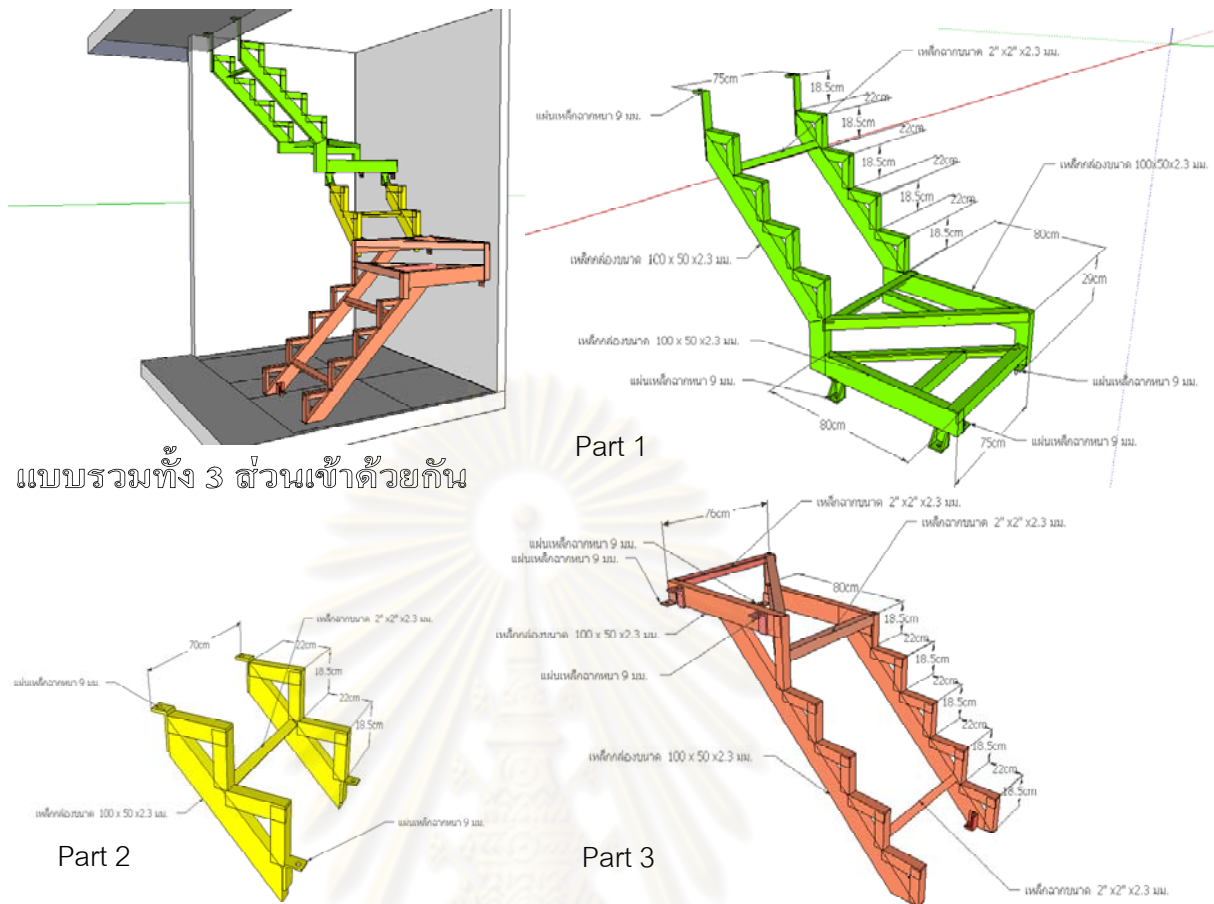 เหล็กฉากขนาด 2" x2" x2.3 มม.
75cm
18.5cm
22cm
แผ่นเหล็กฉากหนา 9 มม.
18.5cm
22cm
18.5cm
22cm
เหล็กกล่องขนาด 100x50x2.3 มม.
18.5cm
22cm
18.5cm
80cm
เหล็กกล่องขนาด 100 x 50 x2.3 มม.
29cm
เหล็กกล่องขนาด 100 x 50 x2.3 มม.
แผ่นเหล็กฉากหนา 9 มม.
แผ่นเหล็กฉากหนา 9 มม.
80cm
75cm
แผ่นเหล็กฉากหนา 9 มม.
Part 1
แบบรวมทั้ง 3 ส่วนเข้าด้วยกัน
เหล็กฉากขนาด 2" x2" x2.3 มม.
76cm
เหล็กฉากขนาด 2" x2" x2.3 มม.
แผ่นเหล็กฉากหนา 9 มม.
แผ่นเหล็กฉากหนา 9 มม.
80cm
18.5cm
เหล็กกล่องขนาด 100 x 50 x2.3 มม.
22cm
18.5cm
แผ่นเหล็กฉากหนา 9 มม.
22cm
18.5cm
22cm
18.5cm
เหล็กกล่องขนาด 100 x 50 x2.3 มม.
22cm
18.5cm
เหล็กฉากขนาด 2" x2" x2.3 มม.
Part 3
เหล็กฉากขนาด 2" x2" x2.3 มม.
70cm
22cm
18.5cm
แผ่นเหล็กฉากหนา 9 มม.
22cm
18.5cm
เหล็กกล่องขนาด 100 x 50 x2.3 มม.
แผ่นเหล็กฉากหนา 9 มม.
Part 2